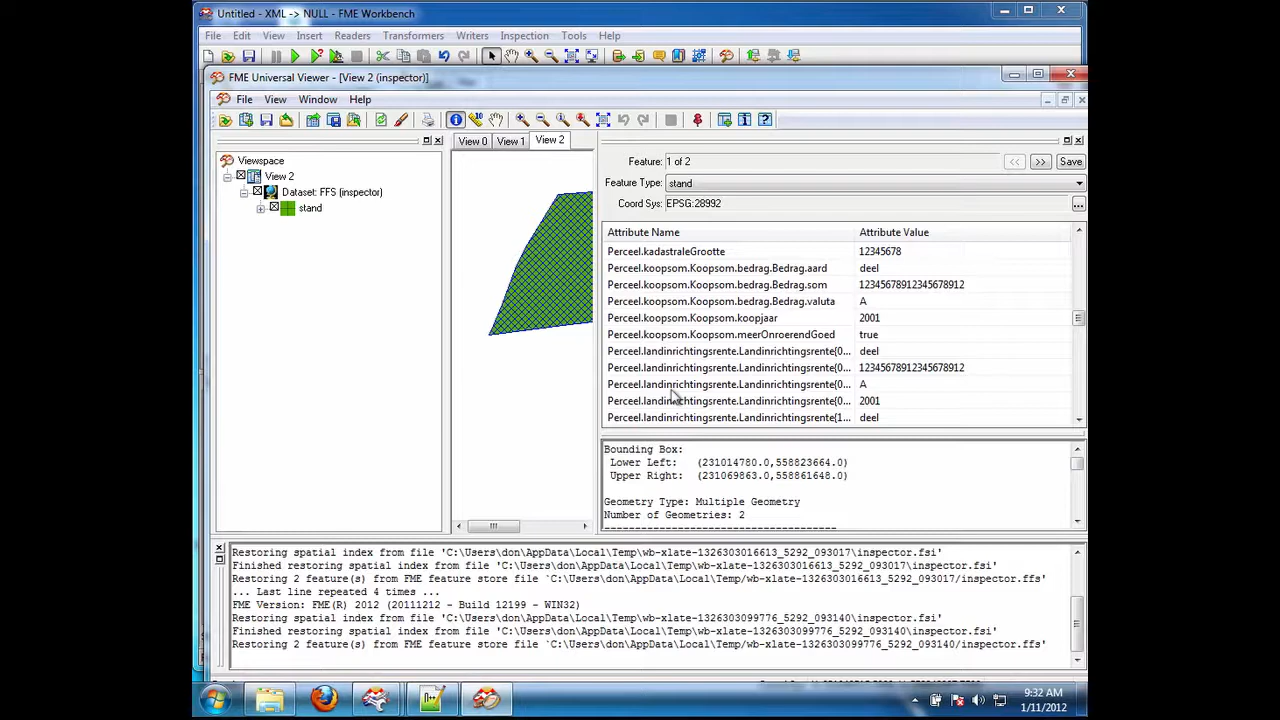 Untitled - XML -> NULL - FME Workbench
File Edit View Insert Readers Transformers Writers Inspection Tools Help
FME Universal Viewer - [View 2 (inspector)]
File View Window Help
View 0 View 1 View 2
Viewspace
View 2
Dataset: FFS (inspector)
stand
Feature: 1 of 2 << >> Save
Feature Type: stand
Coord Sys: EPSG:28992 ...
Attribute Name Attribute Value
Perceel.kadastraleGrootte 12345678
Perceel.koopsom.Koopsom.bedrag.Bedrag.aard deel
Perceel.koopsom.Koopsom.bedrag.Bedrag.som 12345678912345678912
Perceel.koopsom.Koopsom.bedrag.Bedrag.valuta A
Perceel.koopsom.Koopsom.koopjaar 2001
Perceel.koopsom.Koopsom.meerOnroerendGoed true
Perceel.landinrichtingsrente.Landinrichtingsrente{0... deel
Perceel.landinrichtingsrente.Landinrichtingsrente{0... 12345678912345678912
Perceel.landinrichtingsrente.Landinrichtingsrente{0... A
Perceel.landinrichtingsrente.Landinrichtingsrente{0... 2001
Perceel.landinrichtingsrente.Landinrichtingsrente{1... deel
Bounding Box:
Lower Left: (231014780.0,558823664.0)
Upper Right: (231069863.0,558861648.0)
Geometry Type: Multiple Geometry
Number of Geometries: 2
------------------------------------
Restoring spatial index from file 'C:\Users\don\AppData\Local\Temp\wb-xlate-1326303016613_5292_093017\inspector.fsi'
Finished restoring spatial index from file 'C:\Users\don\AppData\Local\Temp\wb-xlate-1326303016613_5292_093017\inspector.fsi'
Restoring 2 feature(s) from FME feature store file `C:\Users\don\AppData\Local\Temp/wb-xlate-1326303016613_5292_093017/inspector.ffs'
... Last line repeated 4 times ...
FME Version: FME(R) 2012 (20111212 - Build 12199 - WIN32)
Restoring spatial index from file 'C:\Users\don\AppData\Local\Temp\wb-xlate-1326303099776_5292_093140\inspector.fsi'
Finished restoring spatial index from file 'C:\Users\don\AppData\Local\Temp\wb-xlate-1326303099776_5292_093140\inspector.fsi'
Restoring 2 feature(s) from FME feature store file `C:\Users\don\AppData\Local\Temp/wb-xlate-1326303099776_5292_093140/inspector.ffs'
9:32 AM
1/11/2012